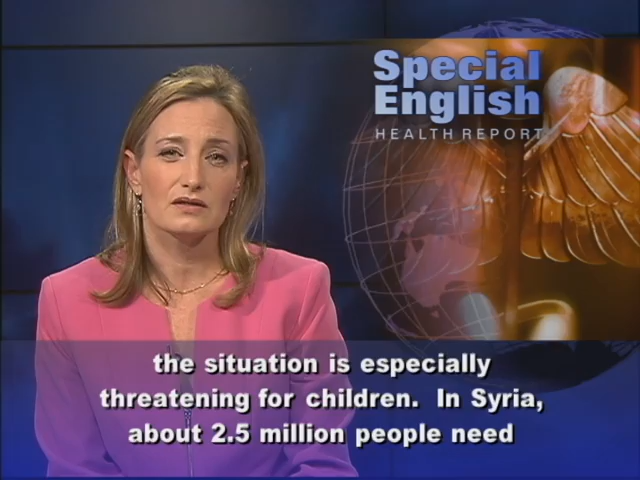 Special
English
HEALTH REPORT
the situation is especially
threatening for children. In Syria,
about 2.5 million people need